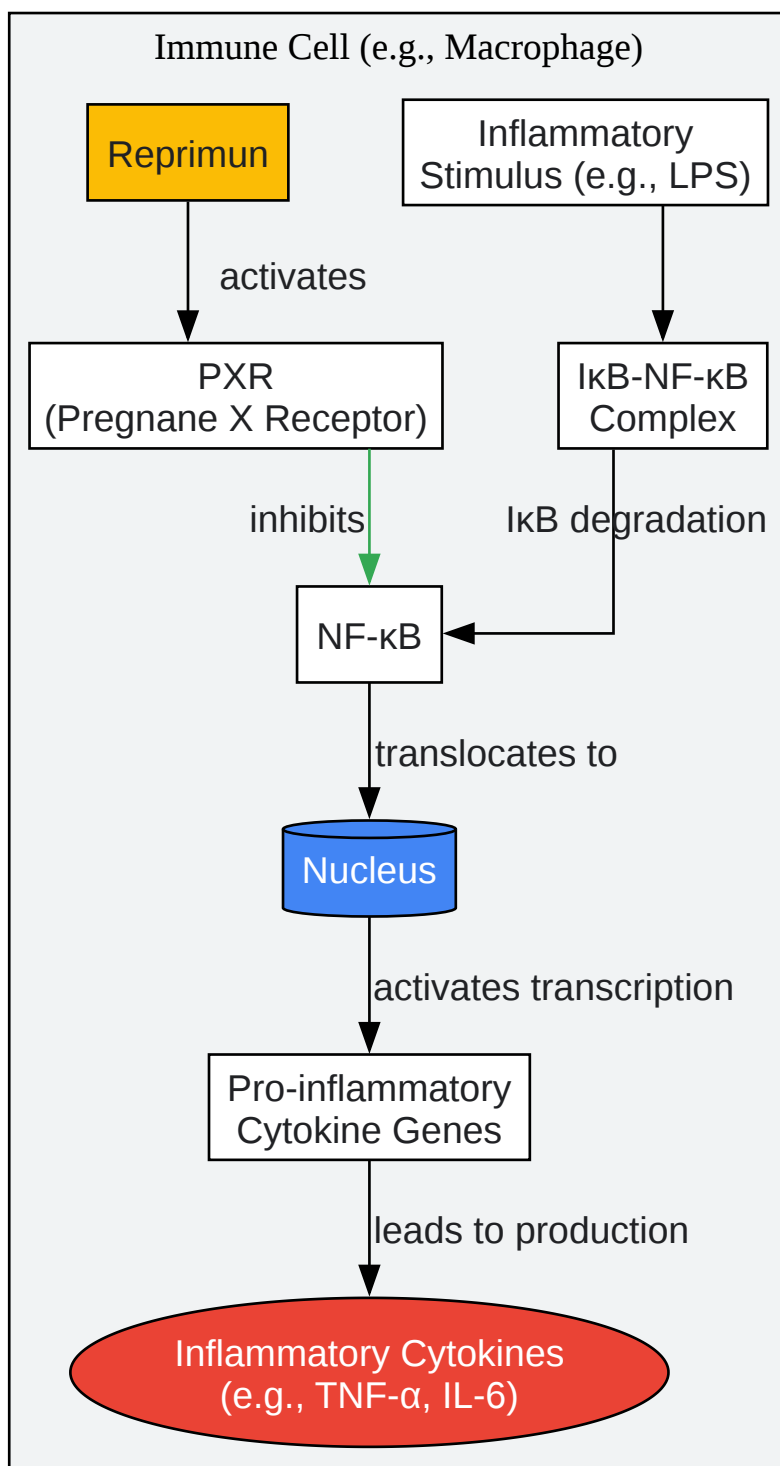 Immune Cell (e.g., Macrophage)
Reprimun
Inflammatory
Stimulus (e.g., LPS)
activates
PXR
(Pregnane X Receptor)
IκB-NF-κB
Complex
inhibits
IκB degradation
NF-κB
translocates to
Nucleus
activates transcription
Pro-inflammatory
Cytokine Genes
leads to production
Inflammatory Cytokines
(e.g., TNF-α, IL-6)